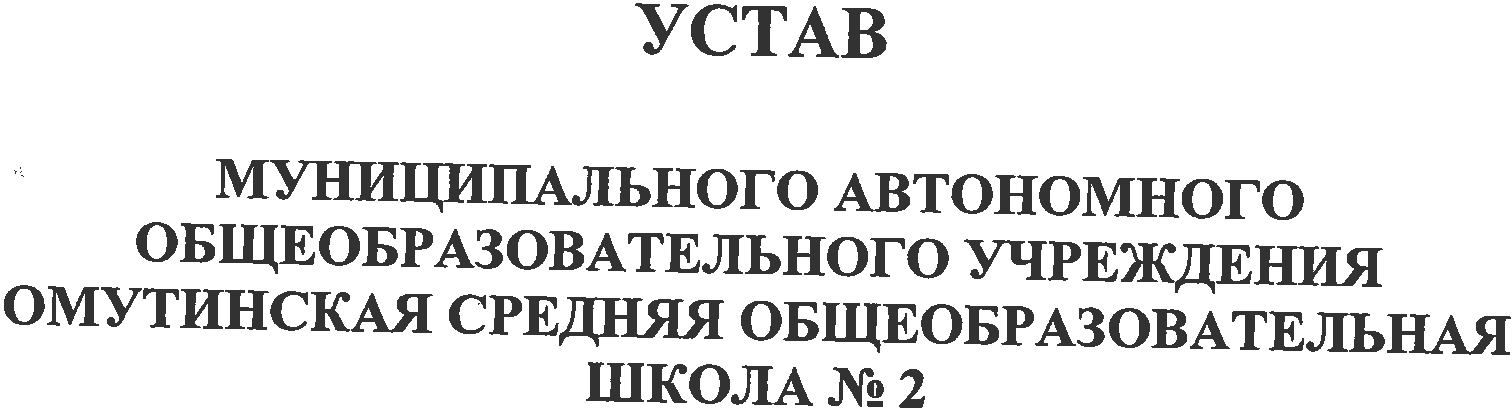 УСТАВ
МУНИЦИПАЛЬНОГО АВТОНОМНОГО
ОБЩЕОБРАЗОВАТЕЛЬНОГО УЧРЕЖДЕНИЯ
ОМУТИНСКАЯ СРЕДНЯЯ ОБЩЕОБРАЗОВАТЕЛЬНАЯ
ШКОЛА № 2